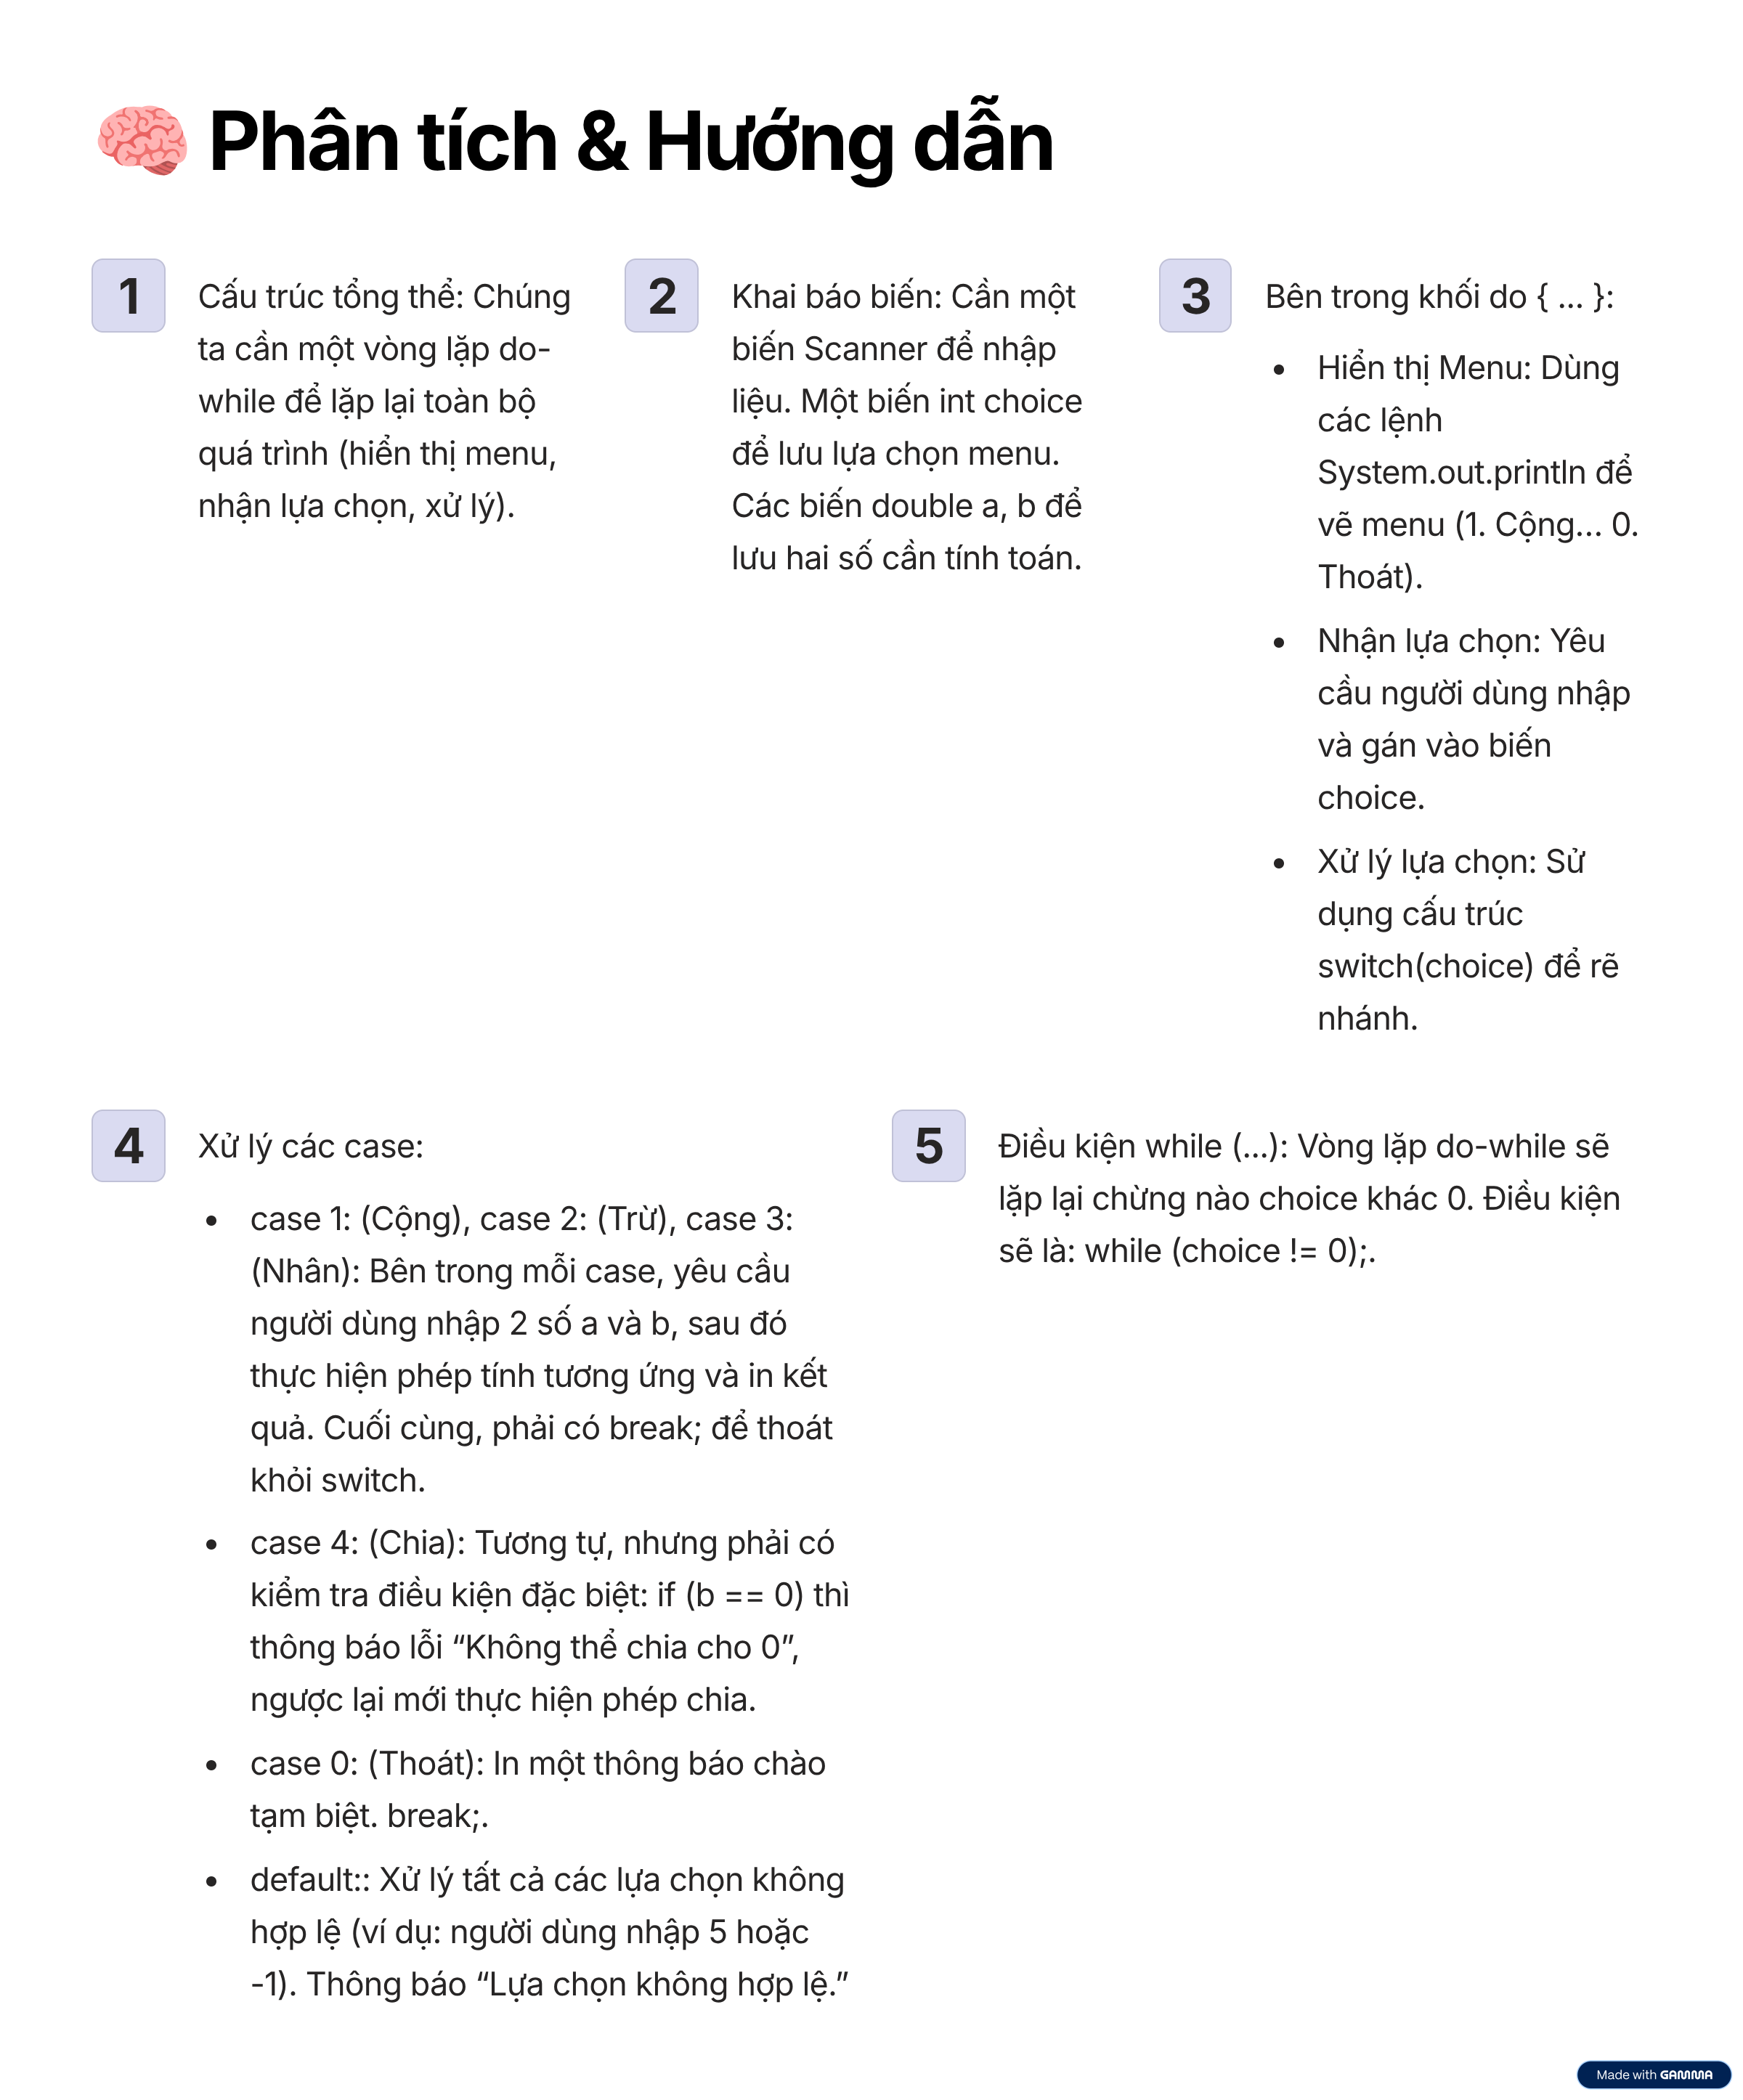 Phân tích & Hướng dẫn
1
Cấu trúc tổng thể: Chúng
ta cần một vòng lặp do-
while để lặp lại toàn bộ
quá trình (hiển thị menu,
nhận lựa chọn, xử lý).
2
Khai báo biến: Cần một
biến Scanner để nhập
liệu. Một biến int choice
để lưu lựa chọn menu.
Các biến double a, b để
lưu hai số cần tính toán.
3
Bên trong khối do { ... }:
• Hiển thị Menu: Dùng
các lệnh
System.out.println để
vẽ menu (1. Cộng... 0.
Thoát).
• Nhận lựa chọn: Yêu
cầu người dùng nhập
và gán vào biến
choice.
• Xử lý lựa chọn: Sử
dụng cấu trúc
switch(choice) để rẽ
nhánh.
4
Xử lý các case:
• case 1: (Cộng), case 2: (Trừ), case 3:
(Nhân): Bên trong mỗi case, yêu cầu
người dùng nhập 2 số a và b, sau đó
thực hiện phép tính tương ứng và in kết
quả. Cuối cùng, phải có break; để thoát
khỏi switch.
• case 4: (Chia): Tương tự, nhưng phải có
kiểm tra điều kiện đặc biệt: if (b == 0) thì
thông báo lỗi “Không thể chia cho 0”,
ngược lại mới thực hiện phép chia.
• case 0: (Thoát): In một thông báo chào
tạm biệt. break;.
• default:: Xử lý tất cả các lựa chọn không
hợp lệ (ví dụ: người dùng nhập 5 hoặc
-1). Thông báo “Lựa chọn không hợp lệ.”
5
Điều kiện while (...): Vòng lặp do-while sẽ
lặp lại chừng nào choice khác 0. Điều kiện
sẽ là: while (choice != 0);.
Made with GAMMA